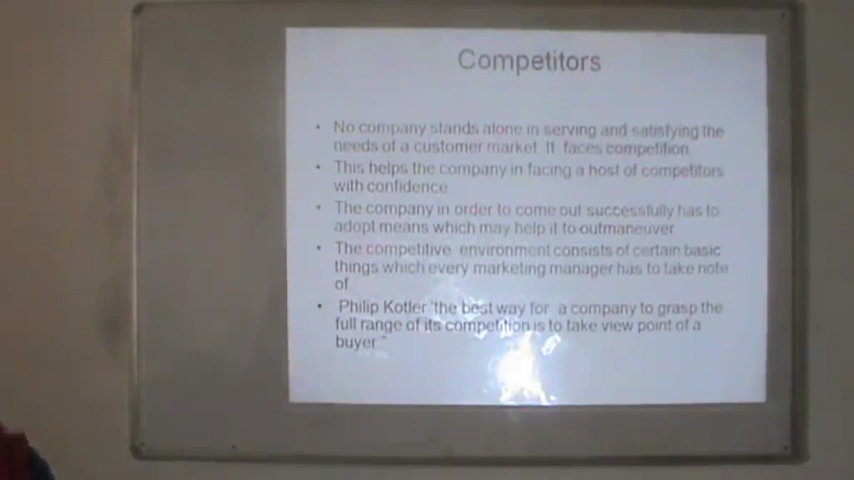 Competitors
• No company stands alone in serving and satisfying the
needs of a customer market. It faces competition.
• This helps the company in facing a host of competitors
with confidence
• The company in order to come out successfully has to
adopt means which may help it to outmaneuver
• The competitive environment consists of certain basic
things which every marketing manager has to take note
of
• Philip Kotler "the best way for a company to grasp the
full range of its competition is to take view point of a
buyer."